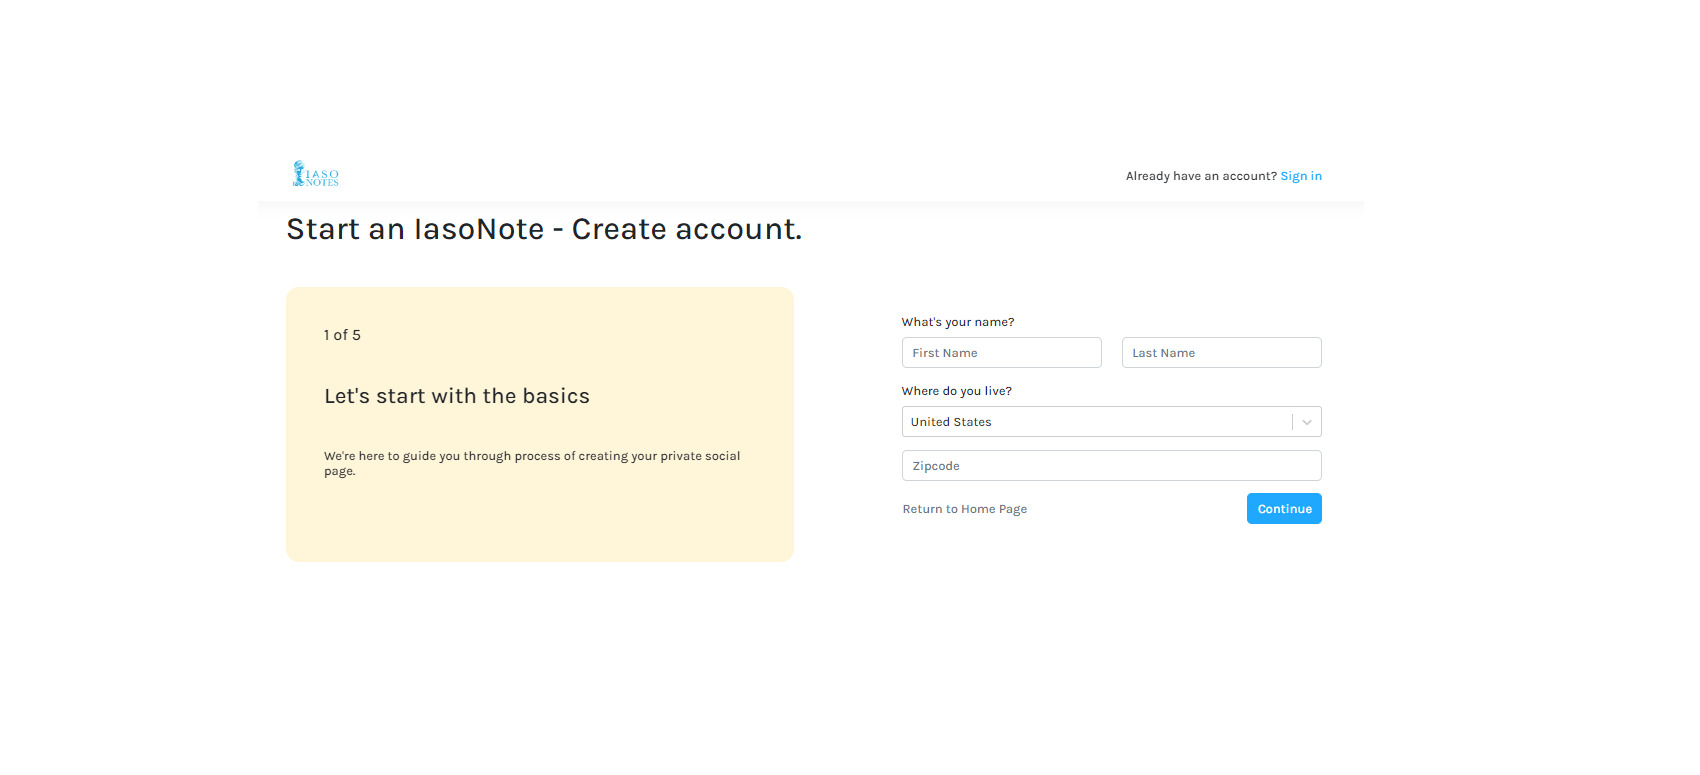 IASO
NOTES
Already have an account? Sign in
Start an IasoNote - Create account.
1 of 5
Let's start with the basics
We're here to guide you through process of creating your private social
page.
What's your name?
First Name
Last Name
Where do you live?
United States
Zipcode
Return to Home Page
Continue